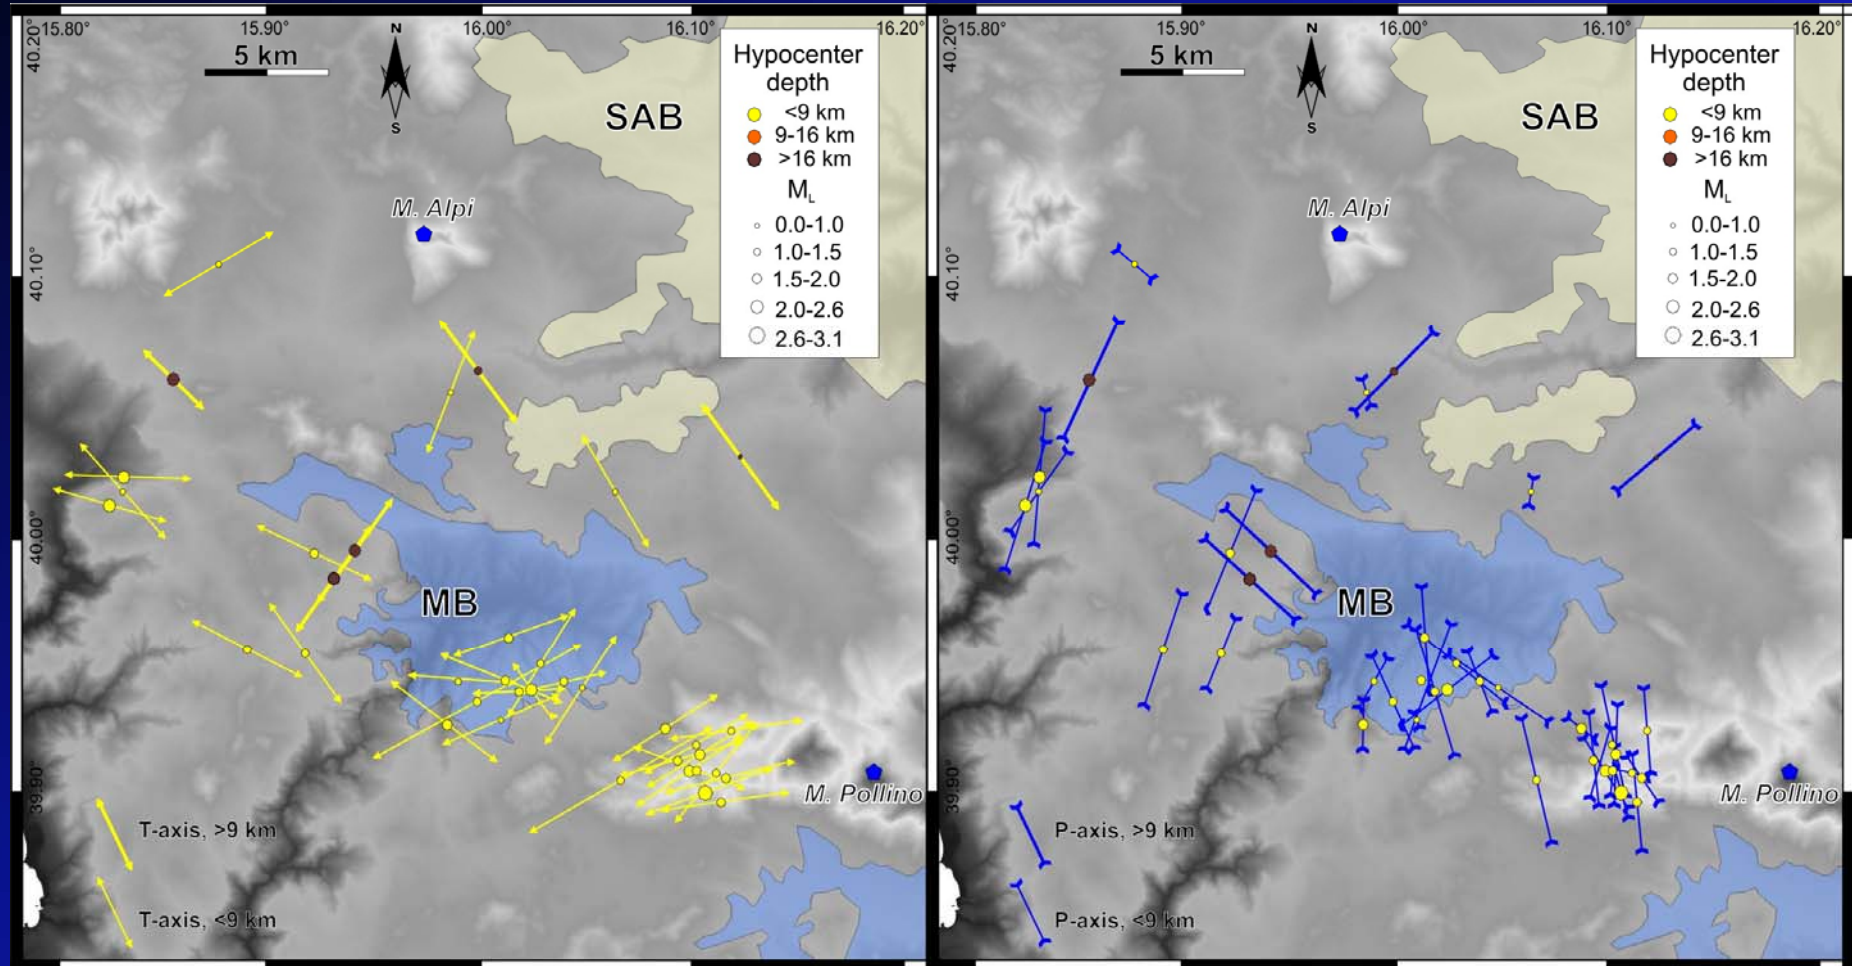 15.80°
15.90°
16.00°
16.10°
16.20°
40.20°
40.10°
40.00°
39.90°
5 km
N
S
SAB
M. Alpi
MB
M. Pollino
Hypocenter
depth
<9 km
9-16 km
>16 km
ML
0.0-1.0
1.0-1.5
1.5-2.0
2.0-2.6
2.6-3.1
T-axis, >9 km
T-axis, <9 km
15.80°
15.90°
16.00°
16.10°
16.20°
40.20°
40.10°
40.00°
39.90°
5 km
N
S
SAB
M. Alpi
MB
M. Pollino
Hypocenter
depth
<9 km
9-16 km
>16 km
ML
0.0-1.0
1.0-1.5
1.5-2.0
2.0-2.6
2.6-3.1
P-axis, >9 km
P-axis, <9 km